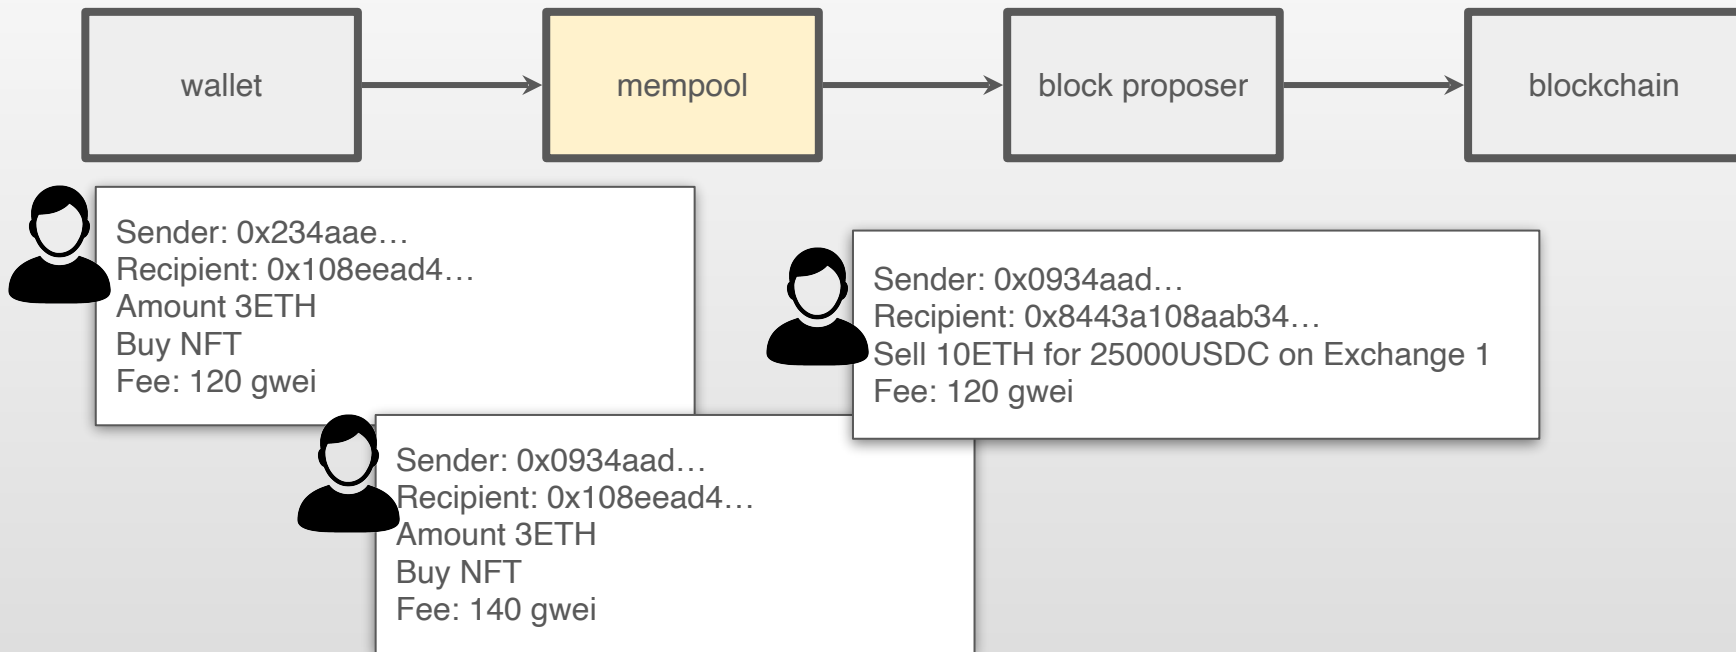 wallet
mempool
block proposer
blockchain
Sender: 0x234aae…
Recipient: 0x108eead4…
Amount 3ETH
Buy NFT
Fee: 120 gwei
Sender: 0x0934aad…
Recipient: 0x8443a108aab34…
Sell 10ETH for 25000USDC on Exchange 1
Fee: 120 gwei
Sender: 0x0934aad…
Recipient: 0x108eead4…
Amount 3ETH
Buy NFT
Fee: 140 gwei